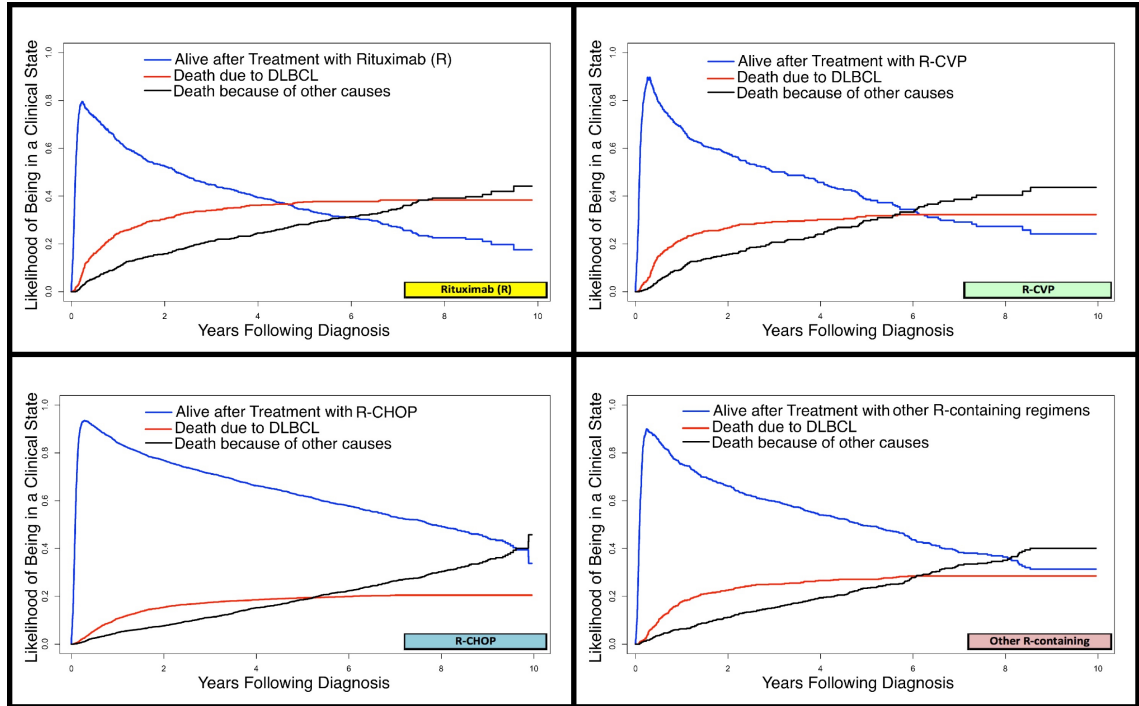 Alive after Treatment with Rituximab (R)
Death due to DLBCL
Death because of other causes
Likelihood of Being in a Clinical State
1.0
0.8
0.6
0.4
0.2
0.0
Rituximab (R)
0 2 4 6 8 10
Years Following Diagnosis
Alive after Treatment with R-CVP
Death due to DLBCL
Death because of other causes
Likelihood of Being in a Clinical State
1.0
0.8
0.6
0.4
0.2
0.0
R-CVP
0 2 4 6 8 10
Years Following Diagnosis
Alive after Treatment with R-CHOP
Death due to DLBCL
Death because of other causes
Likelihood of Being in a Clinical State
1.0
0.8
0.6
0.4
0.2
0.0
R-CHOP
0 2 4 6 8 10
Years Following Diagnosis
Alive after Treatment with other R-containing regimens
Death due to DLBCL
Death because of other causes
Likelihood of Being in a Clinical State
1.0
0.8
0.6
0.4
0.2
0.0
Other R-containing
0 2 4 6 8 10
Years Following Diagnosis